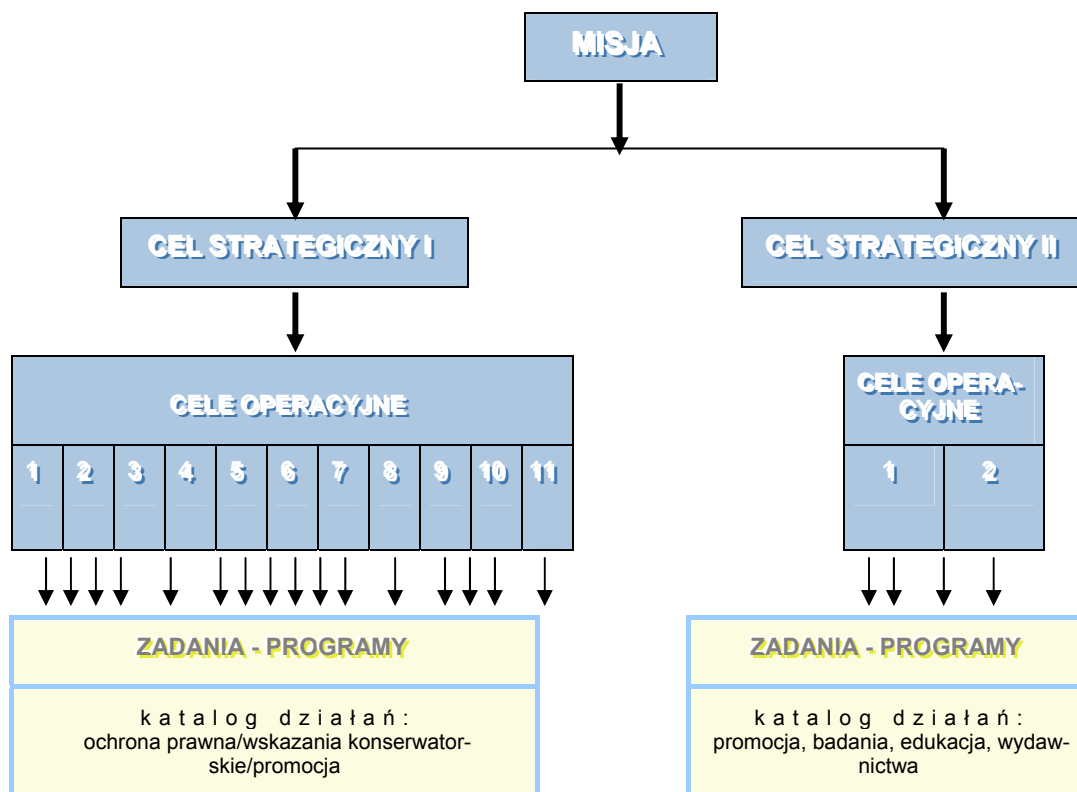 MISJA
CEL STRATEGICZNY I
CEL STRATEGICZNY II
CELE OPERACYJNE
CELE OPERA-
CYJNE
1 2 3 4 5 6 7 8 9 10 11
1 2
ZADANIA - PROGRAMY
ZADANIA - PROGRAMY
katalog działań:
ochrona prawna/wskazania konserwator-
skie/promocja
katalog działań:
promocja, badania, edukacja, wydaw-
nictwa